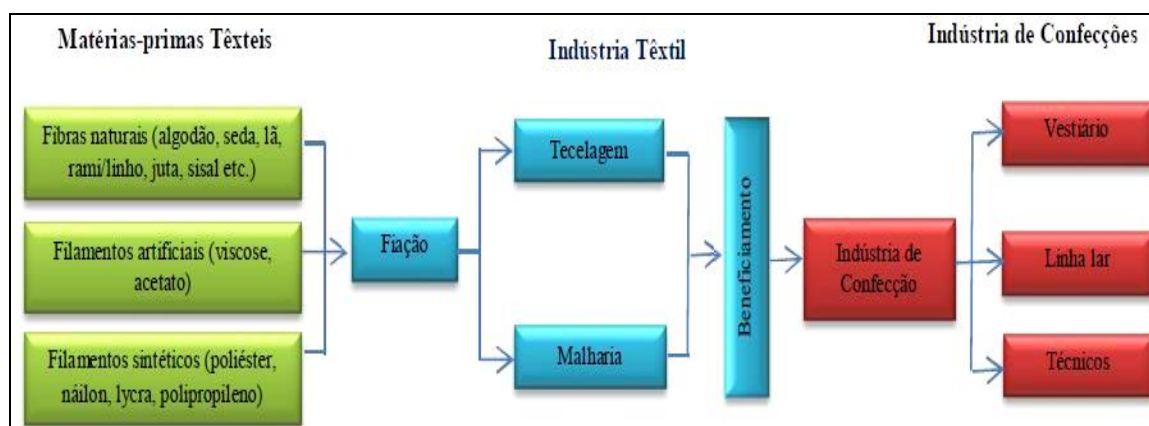 Matérias-primas Têxteis
Indústria Têxtil
Indústria de Confecções
Fibras naturais (algodão, seda, lã,
rami/linho, juta, sisal etc.)
Filamentos artificiais (viscose,
acetato)
Filamentos sintéticos (poliéster,
náilon, lycra, polipropileno)
Fiação
Tecelagem
Malharia
Beneficiamento
Indústria de
Confecção
Vestiário
Linha lar
Técnicos